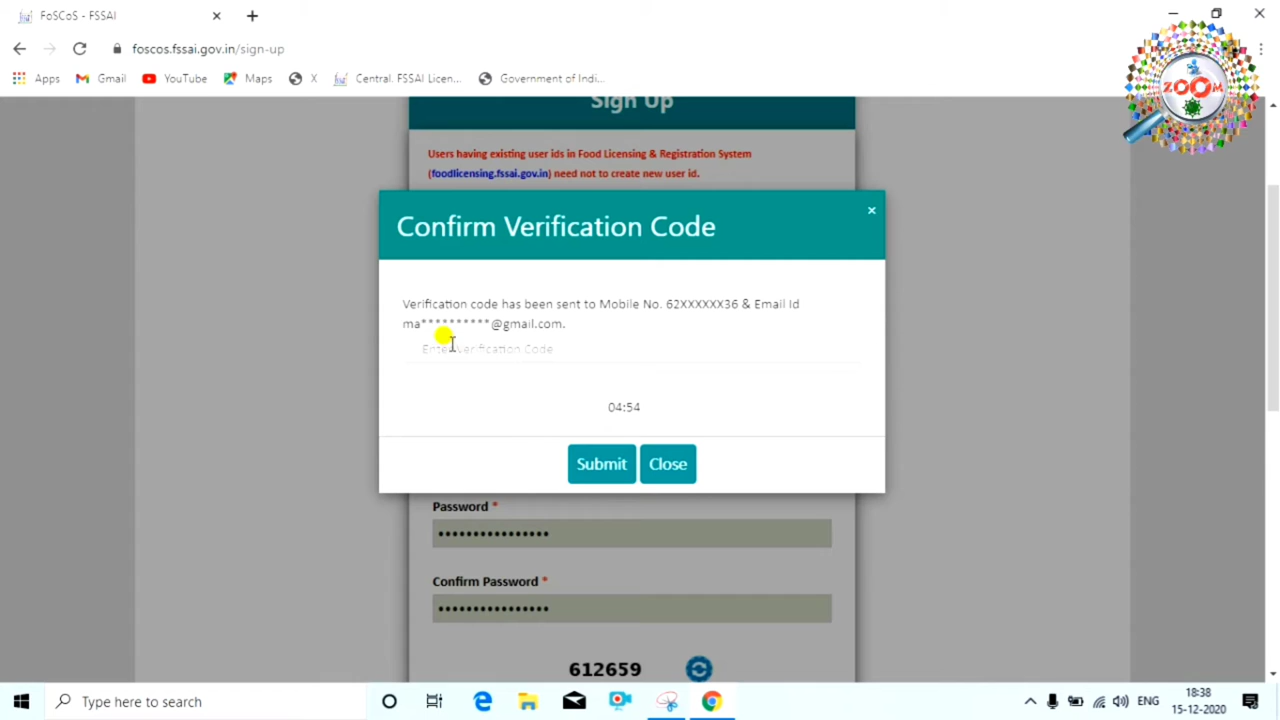 FoSCoS - FSSAI
foscos.fssai.gov.in/sign-up
Apps Gmail YouTube Maps X Central. FSSAI Licen... Government of Indi...
ZOOM
Sign Up
Users having existing user ids in Food Licensing & Registration System
(foodlicensing.fssai.gov.in) need not to create new user id.
Confirm Verification Code
×
Verification code has been sent to Mobile No. 62XXXXXX36 & Email Id
ma**********@gmail.com.
Enter Verification Code
04:54
Submit Close
Password *
••••••••••••••••
Confirm Password *
••••••••••••••••
612659
Type here to search
ENG
18:38
15-12-2020